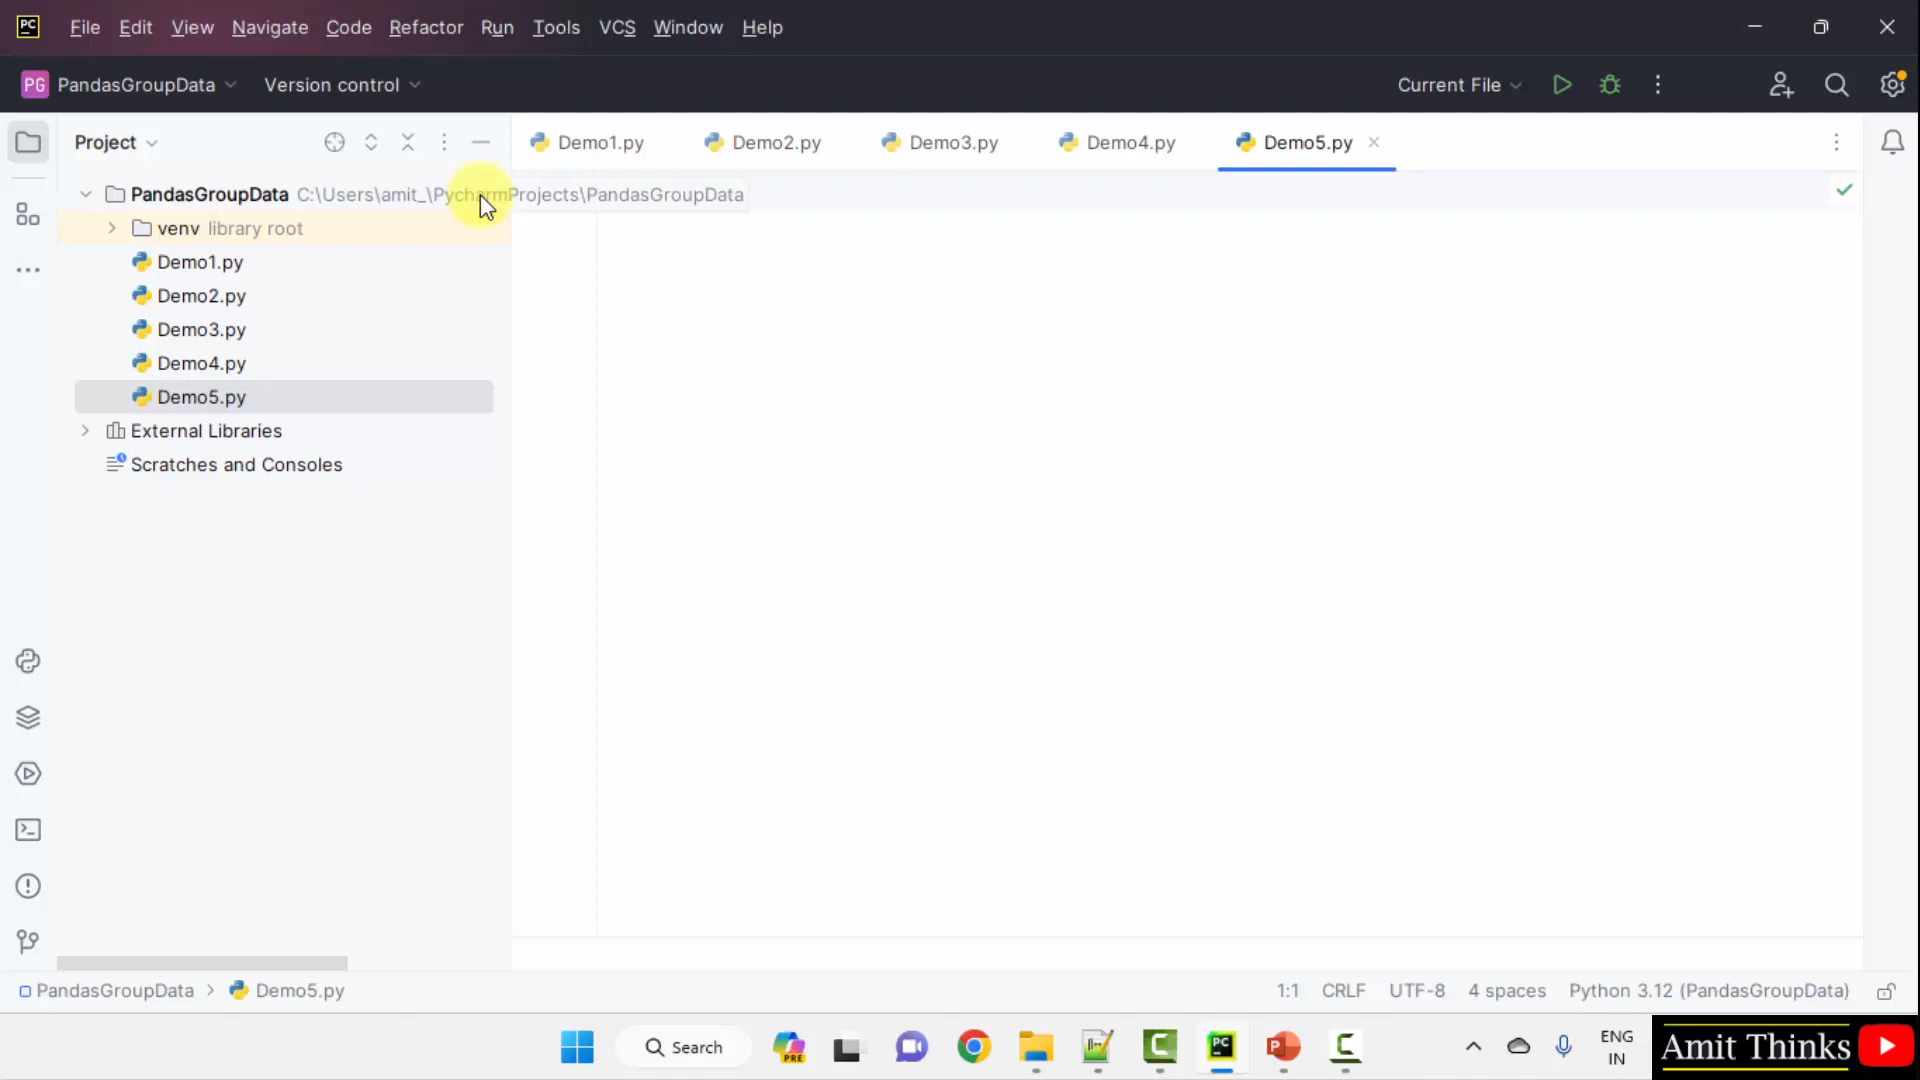 PC
File Edit View Navigate Code Refactor Run Tools VCS Window Help
PG PandasGroupData Version control Current File
Project Demo1.py Demo2.py Demo3.py Demo4.py Demo5.py
PandasGroupData C:\Users\amit_\PycharmProjects\PandasGroupData
venv library root
Demo1.py
Demo2.py
Demo3.py
Demo4.py
Demo5.py
External Libraries
Scratches and Consoles
PandasGroupData > Demo5.py 1:1 CRLF UTF-8 4 spaces Python 3.12 (PandasGroupData)
Search PRE PC P C ENG
IN
Amit Thinks